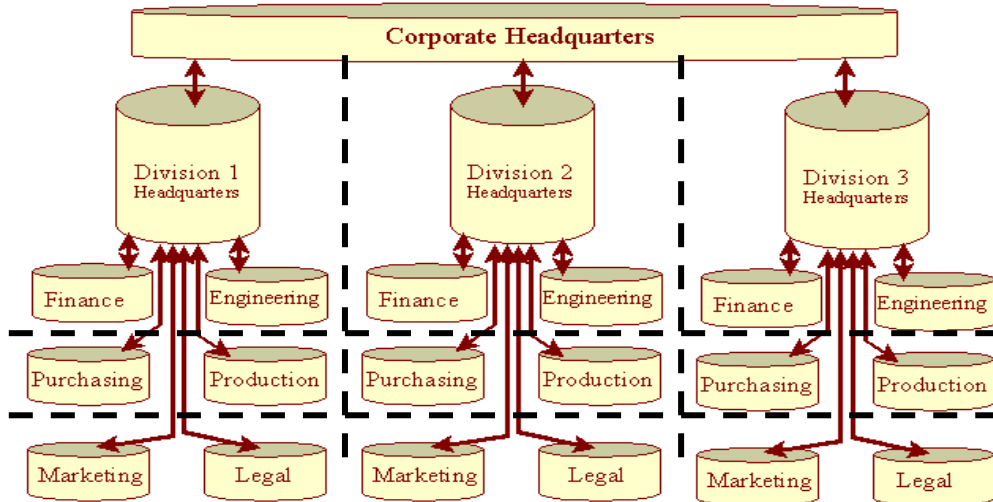 Corporate Headquarters
Division 1
Headquarters
Division 2
Headquarters
Division 3
Headquarters
Finance
Engineering
Finance
Engineering
Finance
Engineering
Purchasing
Production
Purchasing
Production
Purchasing
Production
Marketing
Legal
Marketing
Legal
Marketing
Legal